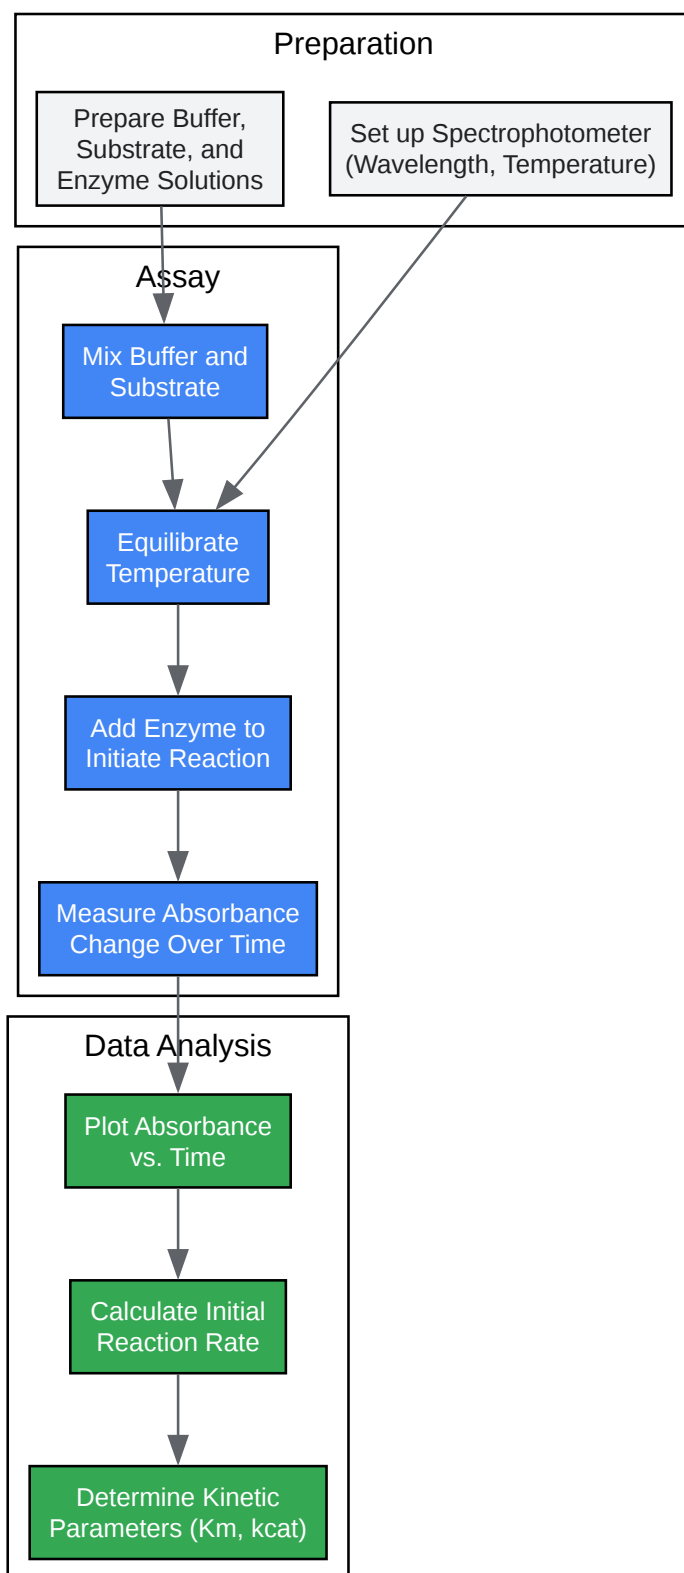 Preparation
Prepare Buffer,
Substrate, and
Enzyme Solutions
Set up Spectrophotometer
(Wavelength, Temperature)
Assay
Mix Buffer and
Substrate
Equilibrate
Temperature
Add Enzyme to
Initiate Reaction
Measure Absorbance
Change Over Time
Data Analysis
Plot Absorbance
vs. Time
Calculate Initial
Reaction Rate
Determine Kinetic
Parameters (Km, kcat)